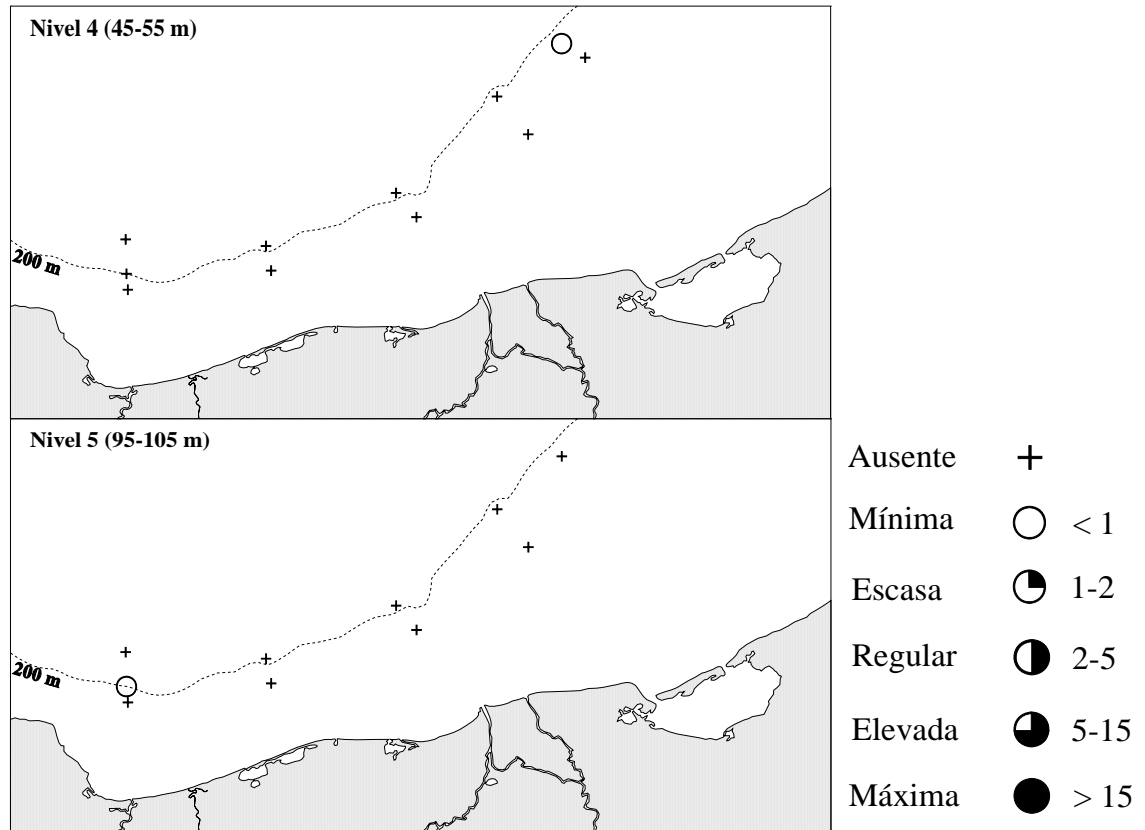 Nivel 4 (45-55 m)
200 m
Nivel 5 (95-105 m)
200 m
Ausente +
Mínima < 1
Escasa 1-2
Regular 2-5
Elevada 5-15
Máxima > 15